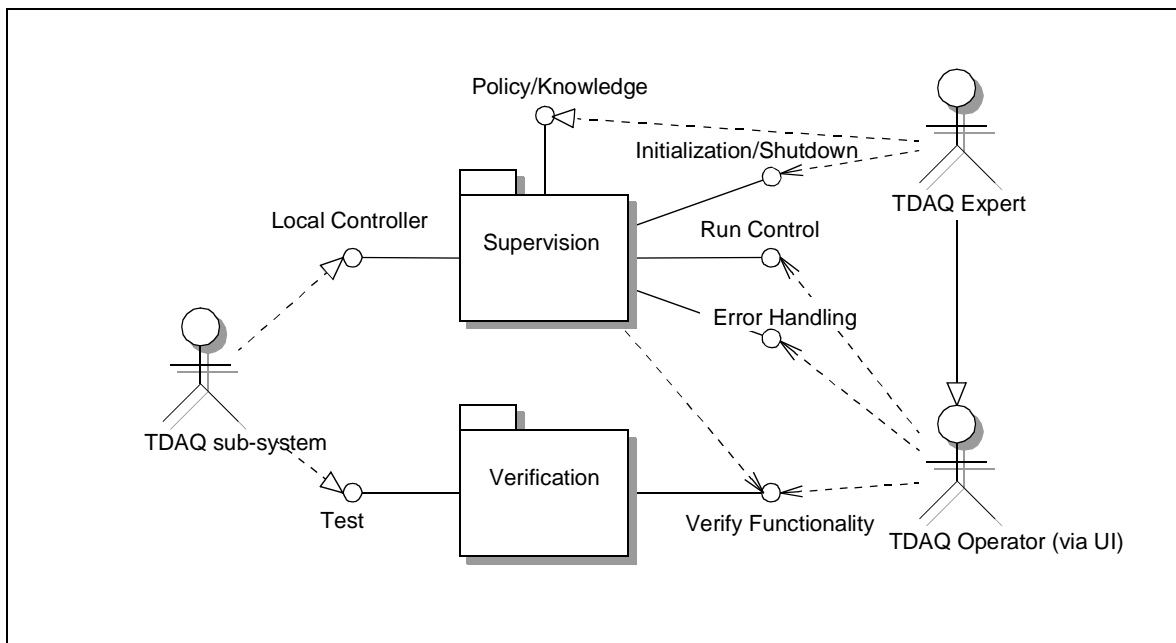 Policy/Knowledge
Initialization/Shutdown
TDAQ Expert
Local Controller
Supervision
Run Control
Error Handling
TDAQ sub-system
Verification
Test
Verify Functionality
TDAQ Operator (via UI)